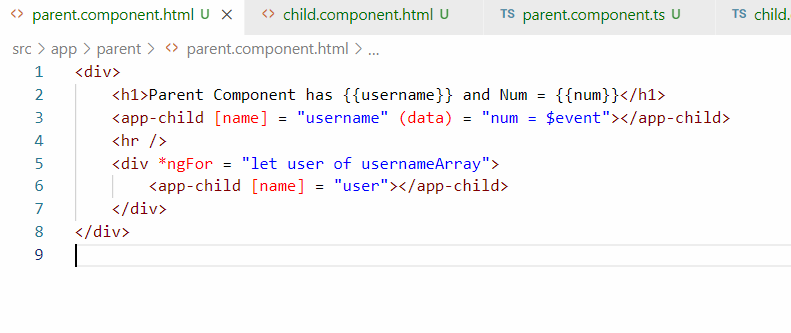 <> parent.component.html U × <> child.component.html U TS parent.component.ts U TS child.
src > app > parent > <> parent.component.html > ...
1 <div>
2     <h1>Parent Component has {{username}} and Num = {{num}}</h1>
3     <app-child [name] = "username" (data) = "num = $event"></app-child>
4     <hr />
5     <div *ngFor = "let user of usernameArray">
6         <app-child [name] = "user"></app-child>
7     </div>
8 </div>
9